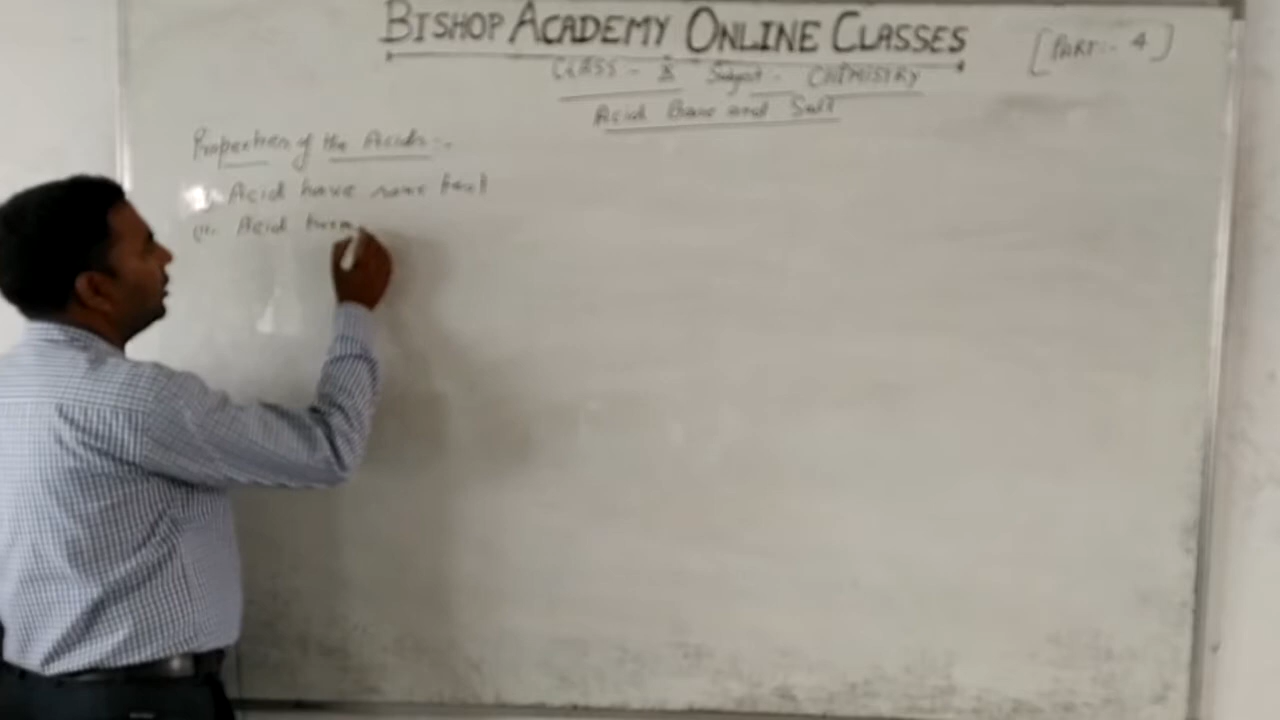 BISHOP ACADEMY ONLINE CLASSES
[PART:- 4]
CLASS - X Subject - CHEMISTRY
Acid Base and Salt
Properties of the Acids:-
Acid have sour test
Acid turn